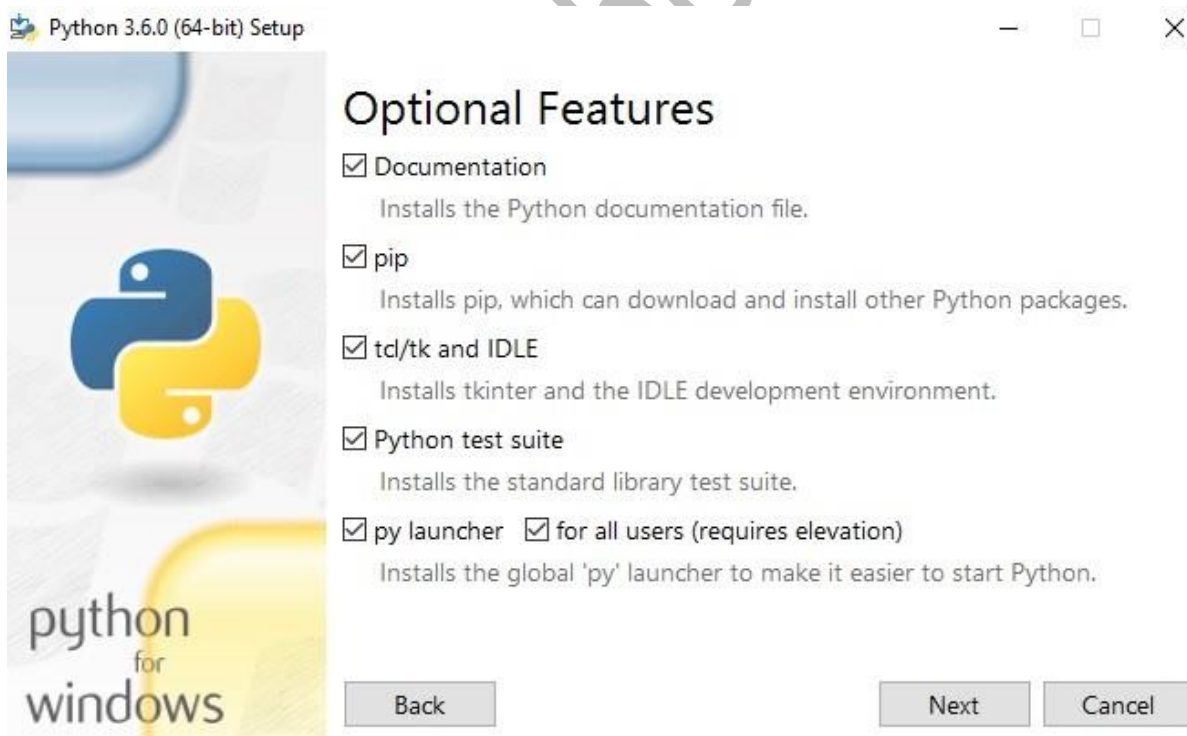 Python 3.6.0 (64-bit) Setup
Optional Features
Documentation
Installs the Python documentation file.
pip
Installs pip, which can download and install other Python packages.
tcl/tk and IDLE
Installs tkinter and the IDLE development environment.
Python test suite
Installs the standard library test suite.
py launcher for all users (requires elevation)
Installs the global 'py' launcher to make it easier to start Python.
python
for
windows
Back
Next
Cancel